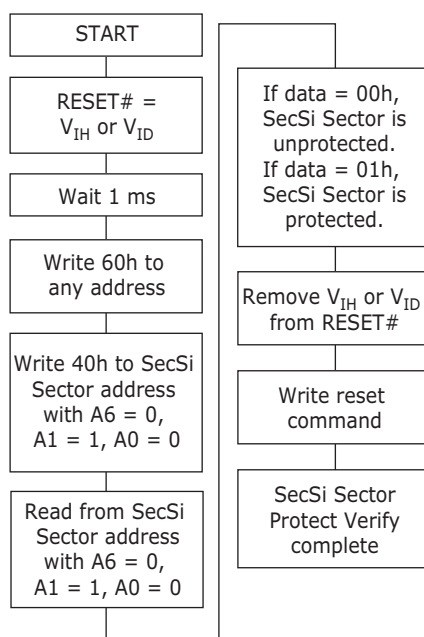 START
RESET# =
V_IH or V_ID
Wait 1 ms
Write 60h to
any address
Write 40h to SecSi
Sector address
with A6 = 0,
A1 = 1, A0 = 0
Read from SecSi
Sector address
with A6 = 0,
A1 = 1, A0 = 0
If data = 00h,
SecSi Sector is
unprotected.
If data = 01h,
SecSi Sector is
protected.
Remove V_IH or V_ID
from RESET#
Write reset
command
SecSi Sector
Protect Verify
complete